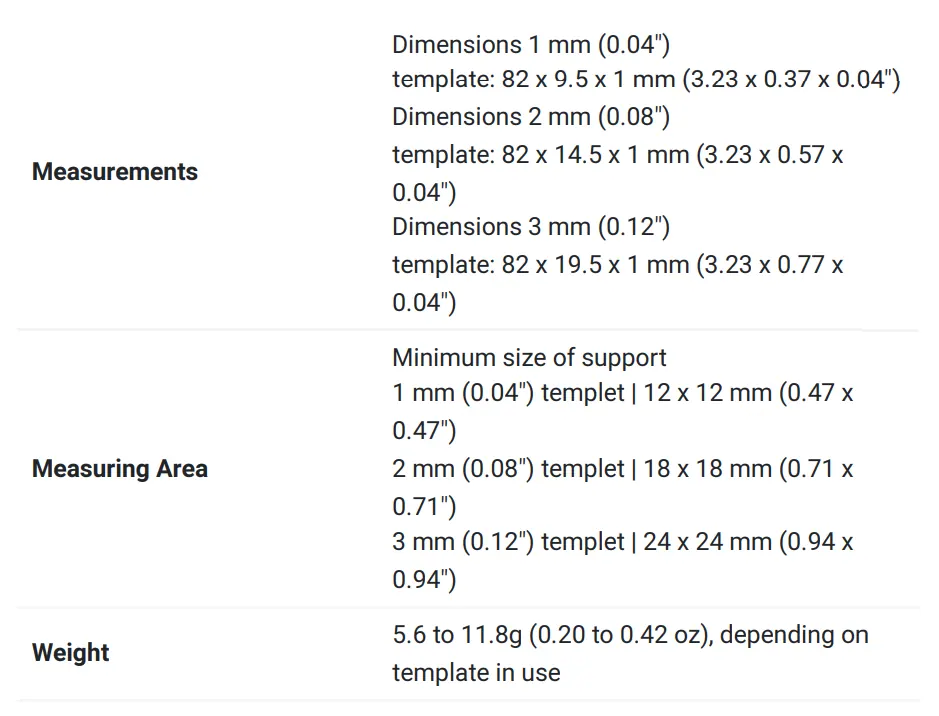 Measurements
Dimensions 1 mm (0.04")
template: 82 x 9.5 x 1 mm (3.23 x 0.37 x 0.04")
Dimensions 2 mm (0.08")
template: 82 x 14.5 x 1 mm (3.23 x 0.57 x
0.04")
Dimensions 3 mm (0.12")
template: 82 x 19.5 x 1 mm (3.23 x 0.77 x
0.04")
Measuring Area
Minimum size of support
1 mm (0.04") templet | 12 x 12 mm (0.47 x
0.47")
2 mm (0.08") templet | 18 x 18 mm (0.71 x
0.71")
3 mm (0.12") templet | 24 x 24 mm (0.94 x
0.94")
Weight
5.6 to 11.8g (0.20 to 0.42 oz), depending on
template in use